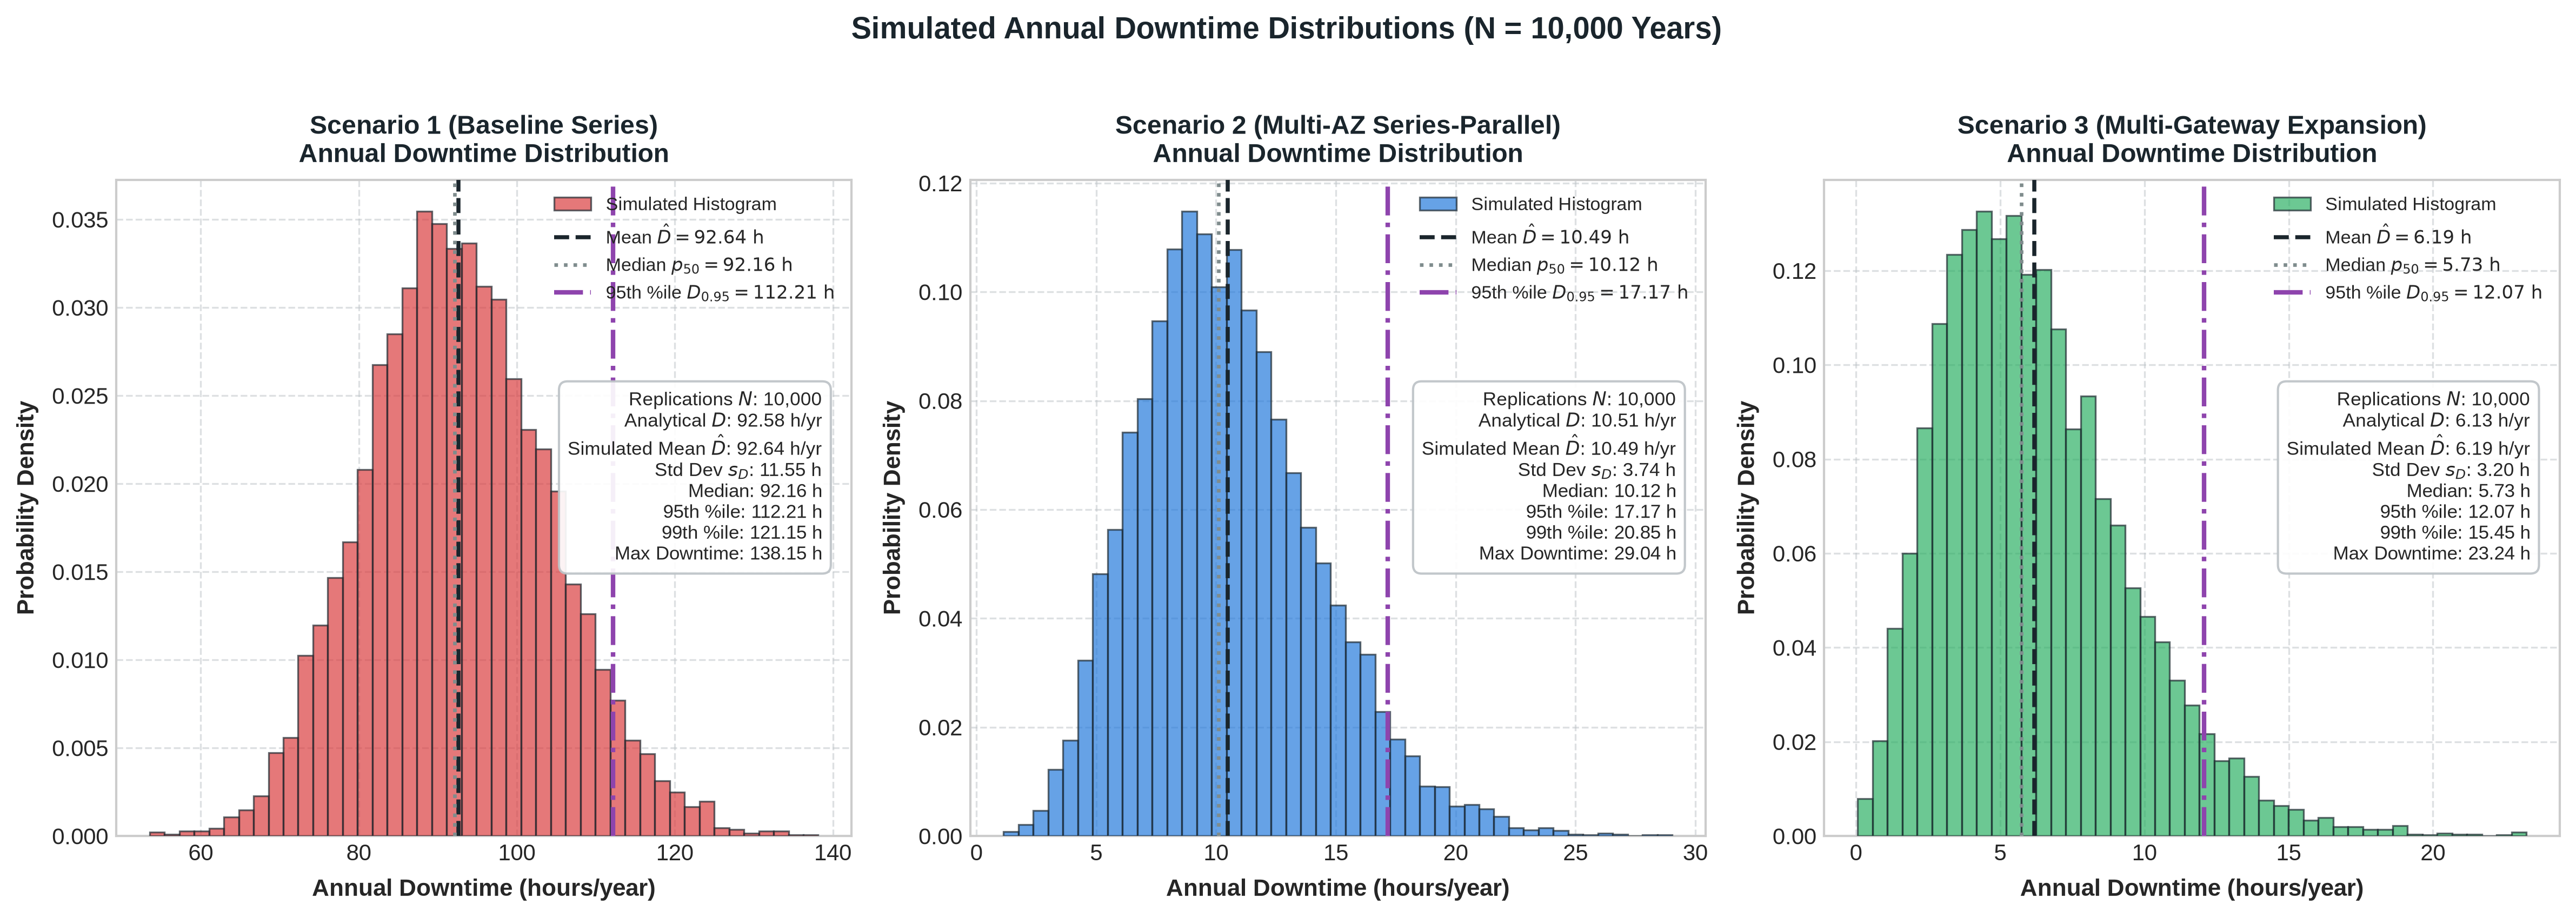 Simulated Annual Downtime Distributions (N = 10,000 Years)
Scenario 1 (Baseline Series)
Annual Downtime Distribution
Probability Density
0.035
0.030
0.025
0.020
0.015
0.010
0.005
0.000
60
80
100
120
140
Annual Downtime (hours/year)
Simulated Histogram
Mean D̂ = 92.64 h
Median p₅₀ = 92.16 h
95th %ile D₀.₉₅ = 112.21 h
Replications N: 10,000
Analytical D: 92.58 h/yr
Simulated Mean D̂: 92.64 h/yr
Std Dev s_D: 11.55 h
Median: 92.16 h
95th %ile: 112.21 h
99th %ile: 121.15 h
Max Downtime: 138.15 h
Scenario 2 (Multi-AZ Series-Parallel)
Annual Downtime Distribution
Probability Density
0.12
0.10
0.08
0.06
0.04
0.02
0.00
0
5
10
15
20
25
30
Annual Downtime (hours/year)
Simulated Histogram
Mean D̂ = 10.49 h
Median p₅₀ = 10.12 h
95th %ile D₀.₉₅ = 17.17 h
Replications N: 10,000
Analytical D: 10.51 h/yr
Simulated Mean D̂: 10.49 h/yr
Std Dev s_D: 3.74 h
Median: 10.12 h
95th %ile: 17.17 h
99th %ile: 20.85 h
Max Downtime: 29.04 h
Scenario 3 (Multi-Gateway Expansion)
Annual Downtime Distribution
Probability Density
0.12
0.10
0.08
0.06
0.04
0.02
0.00
0
5
10
15
20
Annual Downtime (hours/year)
Simulated Histogram
Mean D̂ = 6.19 h
Median p₅₀ = 5.73 h
95th %ile D₀.₉₅ = 12.07 h
Replications N: 10,000
Analytical D: 6.13 h/yr
Simulated Mean D̂: 6.19 h/yr
Std Dev s_D: 3.20 h
Median: 5.73 h
95th %ile: 12.07 h
99th %ile: 15.45 h
Max Downtime: 23.24 h